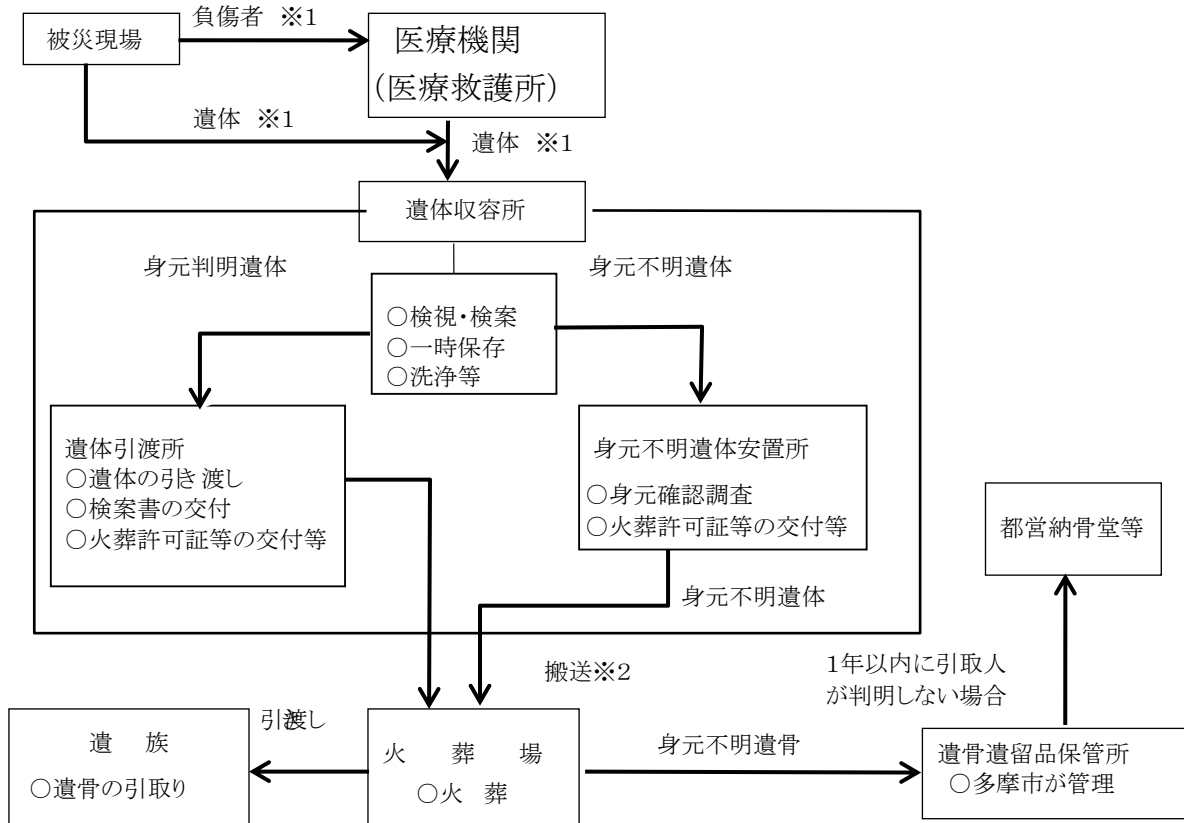 負傷者 ※1
被災現場
医療機関
（医療救護所）
遺体 ※1
遺体 ※1
遺体収容所
身元判明遺体
身元不明遺体
○検視・検案
○一時保存
○洗浄等
遺体引渡所
○遺体の引き渡し
○検案書の交付
○火葬許可証等の交付等
身元不明遺体安置所
○身元確認調査
○火葬許可証等の交付等
都営納骨堂等
身元不明遺体
搬送※2
1年以内に引取人
が判明しない場合
引渡し
遺 族
○遺骨の引取り
火 葬 場
○火 葬
身元不明遺骨
遺骨遺留品保管所
○多摩市が管理